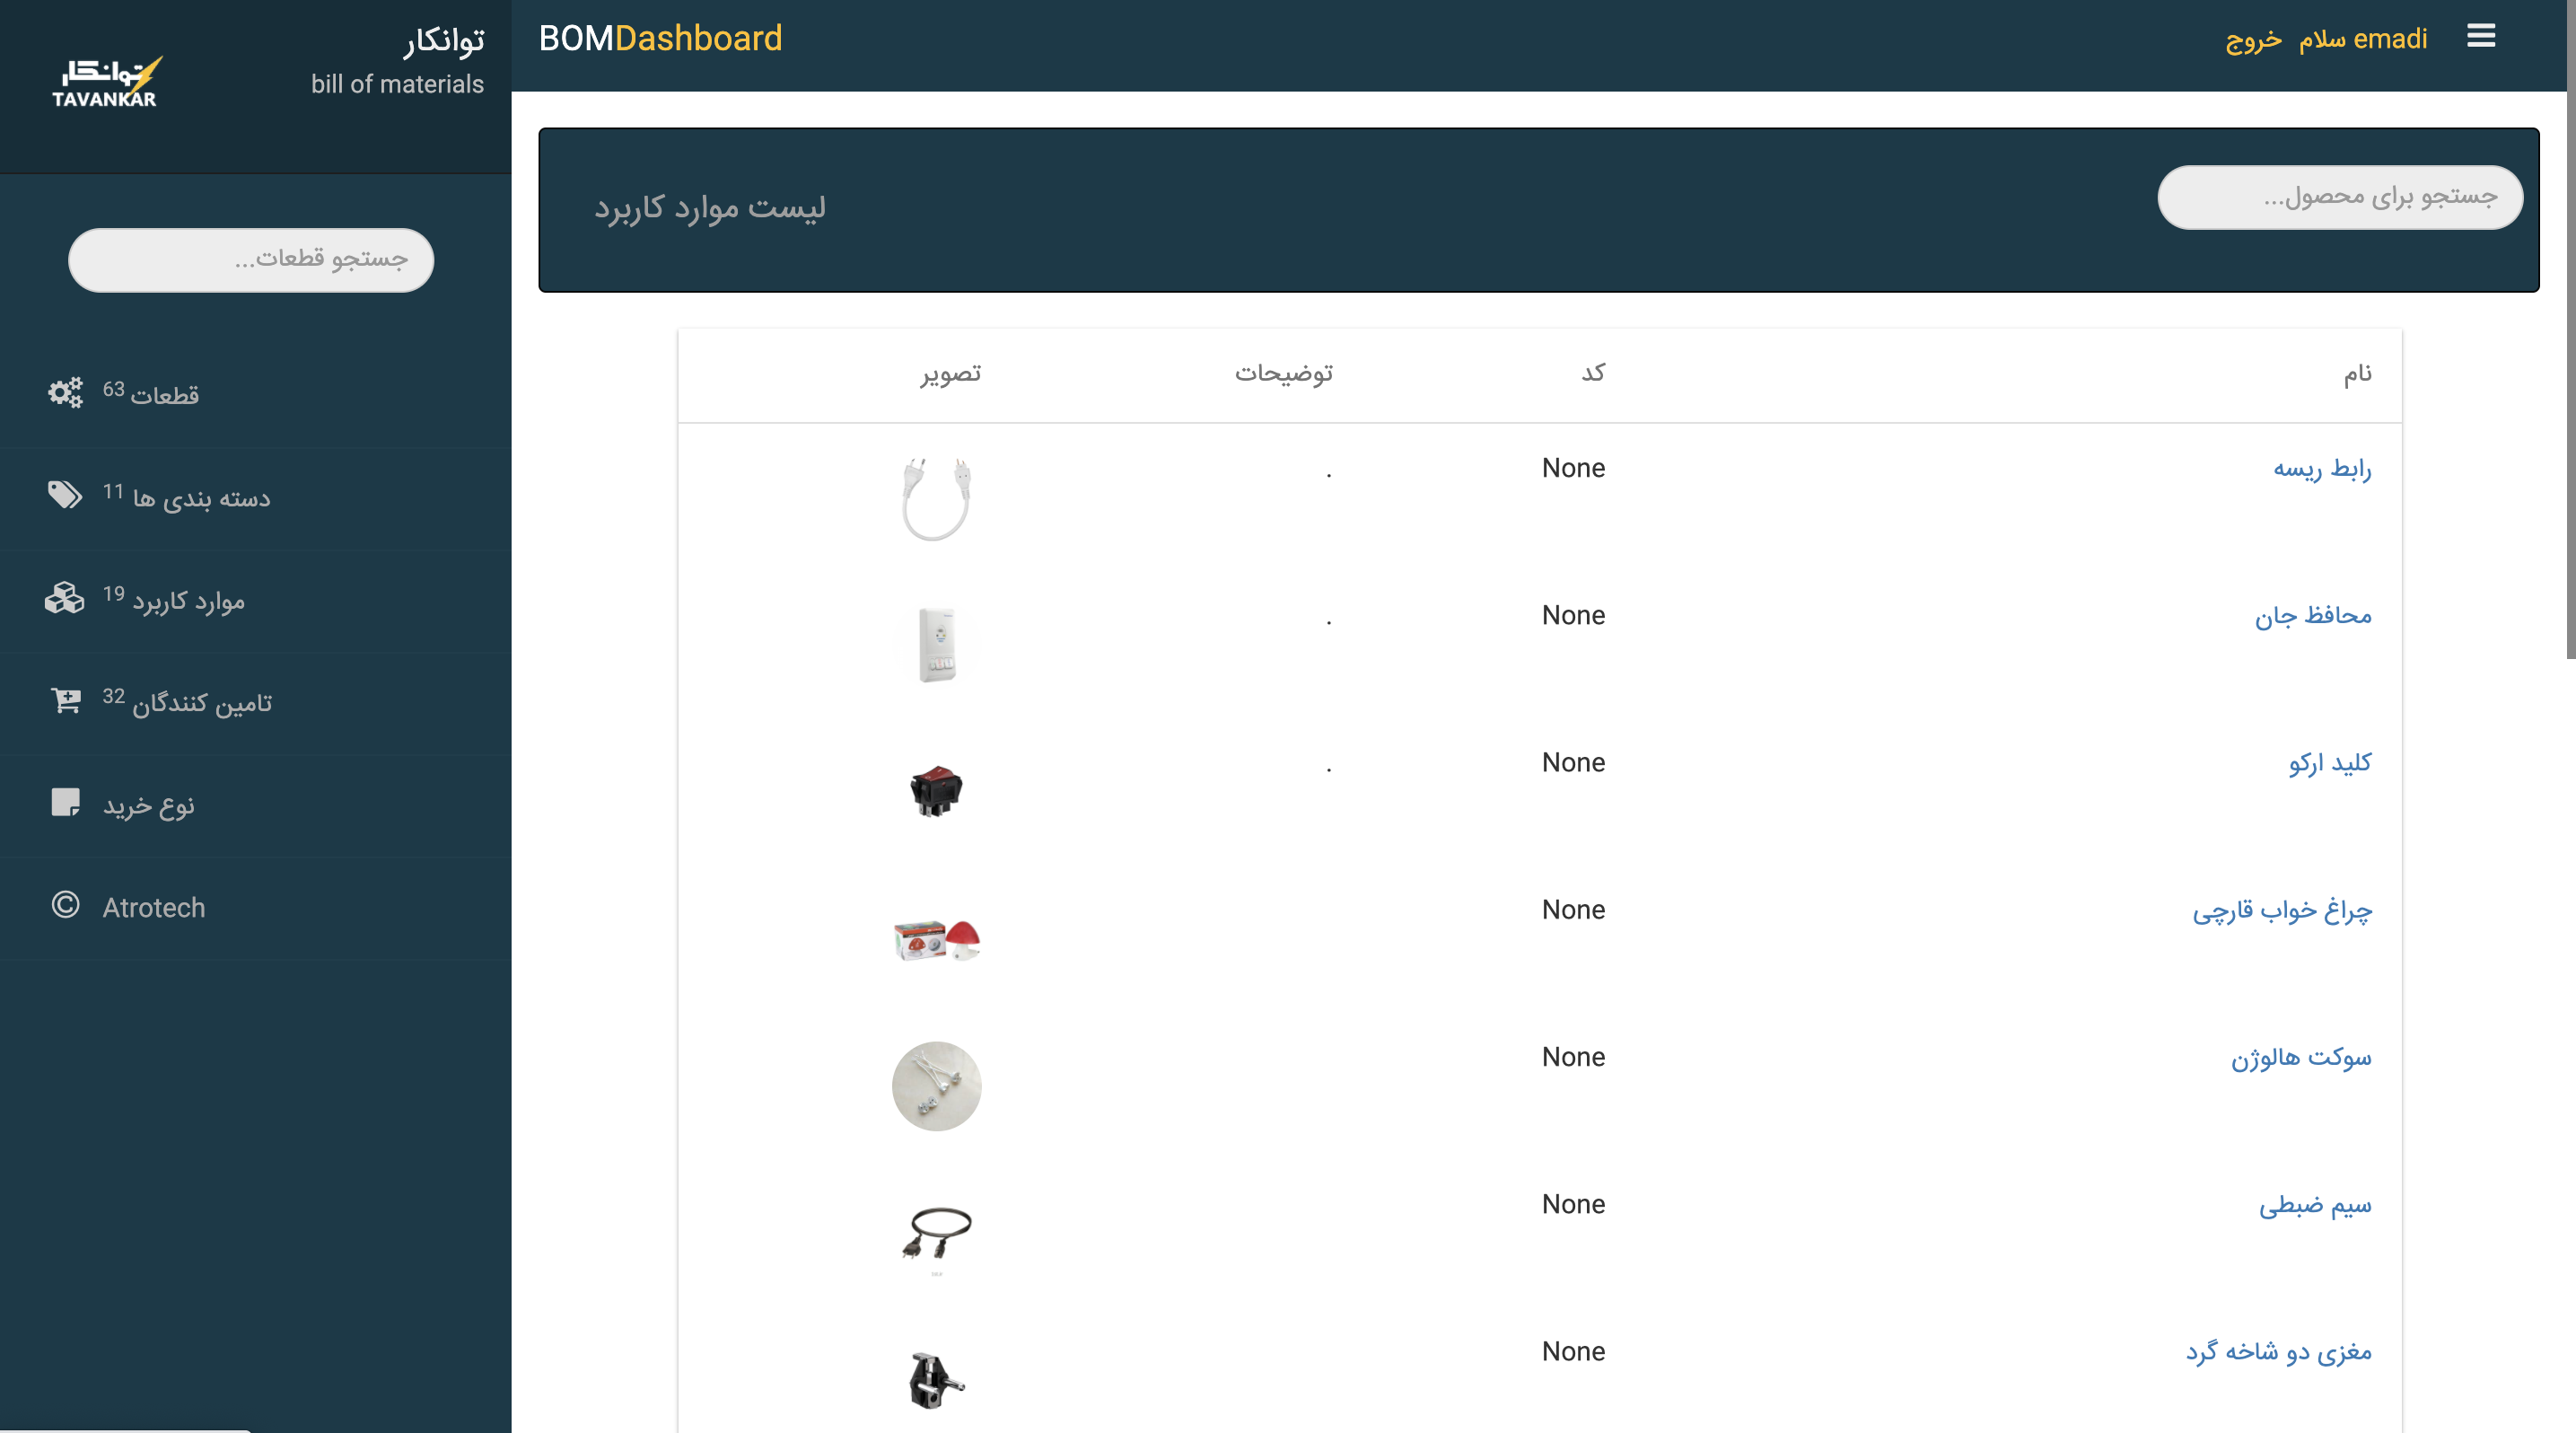 توانکار
bill of materials
توانکار
TAVANKAR
BOMDashboard
سلام emadi
خروج
جستجو قطعات...
قطعات 63
دسته بندی ها 11
موارد کاربرد 19
تامین کنندگان 32
نوع خرید
Atrotech
جستجو برای محصول...
لیست موارد کاربرد
نام کد توضیحات تصویر
رابط ریسه None .
محافظ جان None .
کلید ارکو None .
چراغ خواب قارچی None
سوکت هالوژن None
سیم ضبطی None
مغزی دو شاخه گرد None